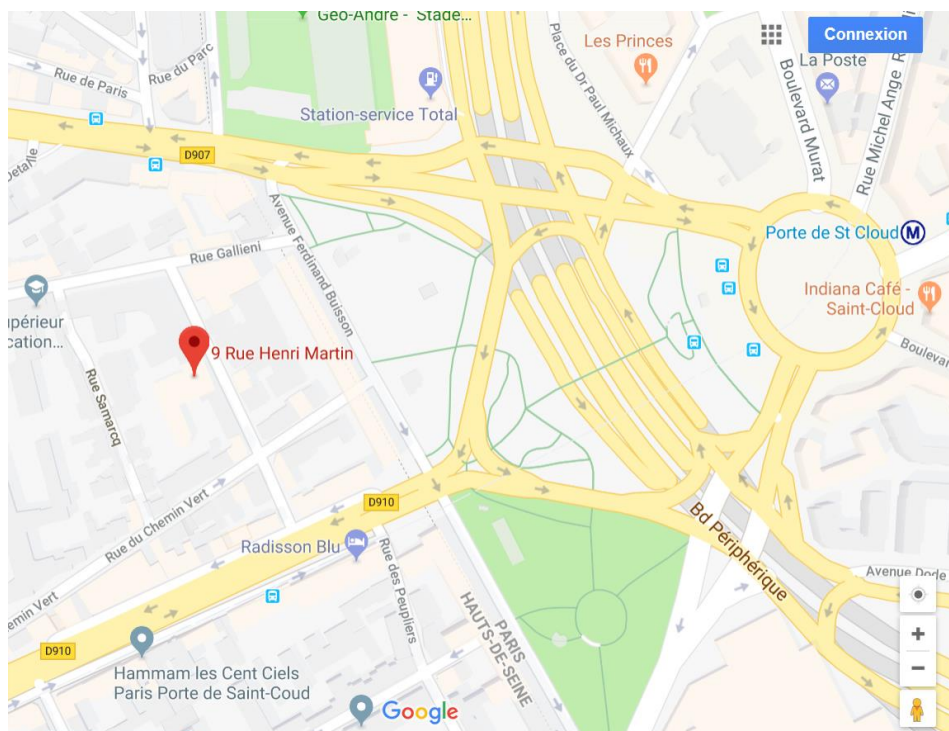 Géo-André - Stade...
Connexion
Les Princes
La Poste
Rue du Parc
Rue de Paris
Station-service Total
Place du Dr Paul Michaux
Boulevard Murat
Rue Michel Ange
D907
Porte de St Cloud
M
Rue Gallieni
Avenue Ferdinand Buisson
Indiana Café -
Saint-Cloud
upérieur
cation...
9 Rue Henri Martin
Rue Samarcq
Bouleva
D910
Rue du Chemin Vert
Radisson Blu
Bd Périphérique
Rue des Peupliers
Avenue Dode
emin Vert
PARIS
HAUTS-DE-SEINE
D910
Hammam les Cent Ciels
Paris Porte de Saint-Coud
Google